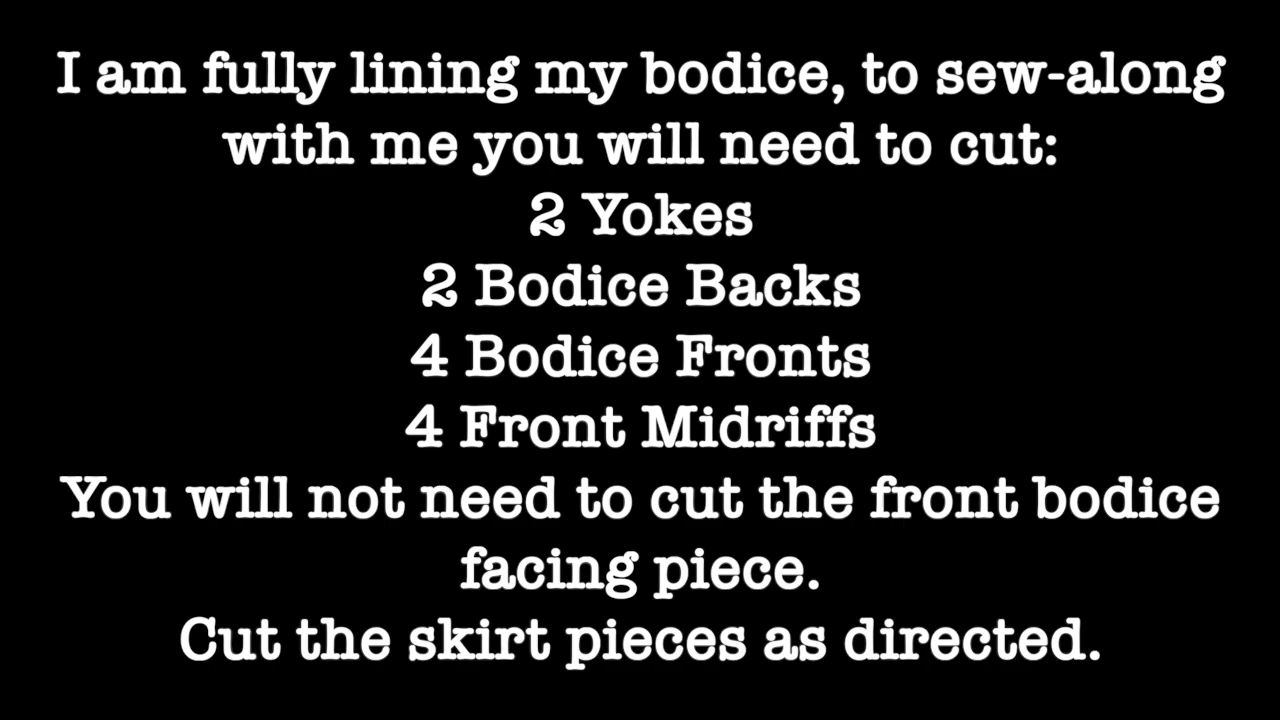 I am fully lining my bodice, to sew-along
with me you will need to cut:
2 Yokes
2 Bodice Backs
4 Bodice Fronts
4 Front Midriffs
You will not need to cut the front bodice
facing piece.
Cut the skirt pieces as directed.